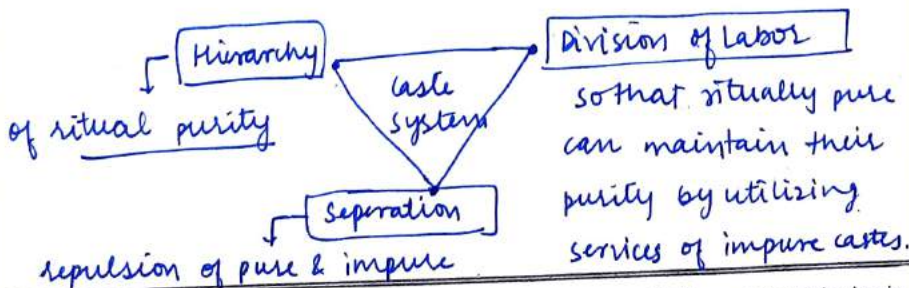 Hierarchy
of ritual purity
caste
system
Division of Labor
so that ritually pure
can maintain their
purity by utilizing
services of impure castes.
Seperation
repulsion of pure & impure